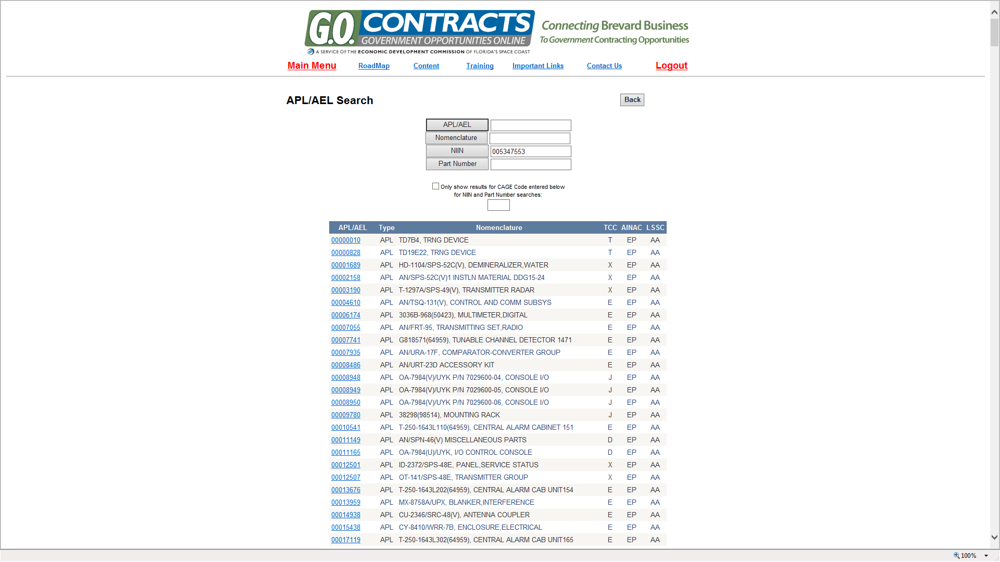 G.O. CONTRACTS
GOVERNMENT OPPORTUNITIES ONLINE
A SERVICE OF THE ECONOMIC DEVELOPMENT COMMISSION OF FLORIDA'S SPACE COAST
Connecting Brevard Business
To Government Contracting Opportunities
Main Menu RoadMap Content Training Important Links Contact Us Logout
APL/AEL Search Back
APL/AEL
Nomenclature
NIIN 005347553
Part Number
Only show results for CAGE Code entered below
for NIIN and Part Number searches:
APL/AEL Type Nomenclature TCC AINAC LSSC
00000010 APL TD7B4, TRNG DEVICE T EP AA
00000828 APL TD19E22, TRNG DEVICE T EP AA
00001689 APL HD-1104/SPS-52C(V), DEMINERALIZER,WATER X EP AA
00002158 APL AN/SPS-52C(V)1 INSTLN MATERIAL DDG15-24 X EP AA
00003190 APL T-1297A/SPS-49(V), TRANSMITTER RADAR X EP AA
00004610 APL AN/TSQ-131(V), CONTROL AND COMM SUBSYS E EP AA
00006174 APL 3036B-968(50423), MULTIMETER,DIGITAL E EP AA
00007055 APL AN/FRT-95, TRANSMITTING SET,RADIO E EP AA
00007741 APL G818571(64959), TUNABLE CHANNEL DETECTOR 1471 E EP AA
00007935 APL AN/URA-17F, COMPARATOR-CONVERTER GROUP E EP AA
00008486 APL AN/URT-23D ACCESSORY KIT E EP AA
00008948 APL OA-7984(V)/UYK P/N 7029600-04, CONSOLE I/O J EP AA
00008949 APL OA-7984(V)/UYK P/N 7029600-05, CONSOLE I/O J EP AA
00008950 APL OA-7984(V)/UYK P/N 7029600-06, CONSOLE I/O J EP AA
00009780 APL 38298(98514), MOUNTING RACK J EP AA
00010541 APL T-250-1643L110(64959), CENTRAL ALARM CABINET 151 E EP AA
00011149 APL AN/SPN-46(V) MISCELLANEOUS PARTS D EP AA
00011165 APL OA-7984(U)/UYK, I/O CONTROL CONSOLE D EP AA
00012501 APL ID-2372/SPS-48E, PANEL,SERVICE STATUS X EP AA
00012507 APL OT-141/SPS-48E, TRANSMITTER GROUP X EP AA
00013676 APL T-250-1643L202(64959), CENTRAL ALARM CAB UNIT154 E EP AA
00013959 APL MX-8758A/UPX, BLANKER,INTERFERENCE E EP AA
00014938 APL CU-2346/SRC-48(V), ANTENNA COUPLER E EP AA
00015438 APL CY-8410/WRR-7B, ENCLOSURE,ELECTRICAL E EP AA
00017119 APL T-250-1643L302(64959), CENTRAL ALARM CAB UNIT165 E EP AA
100%